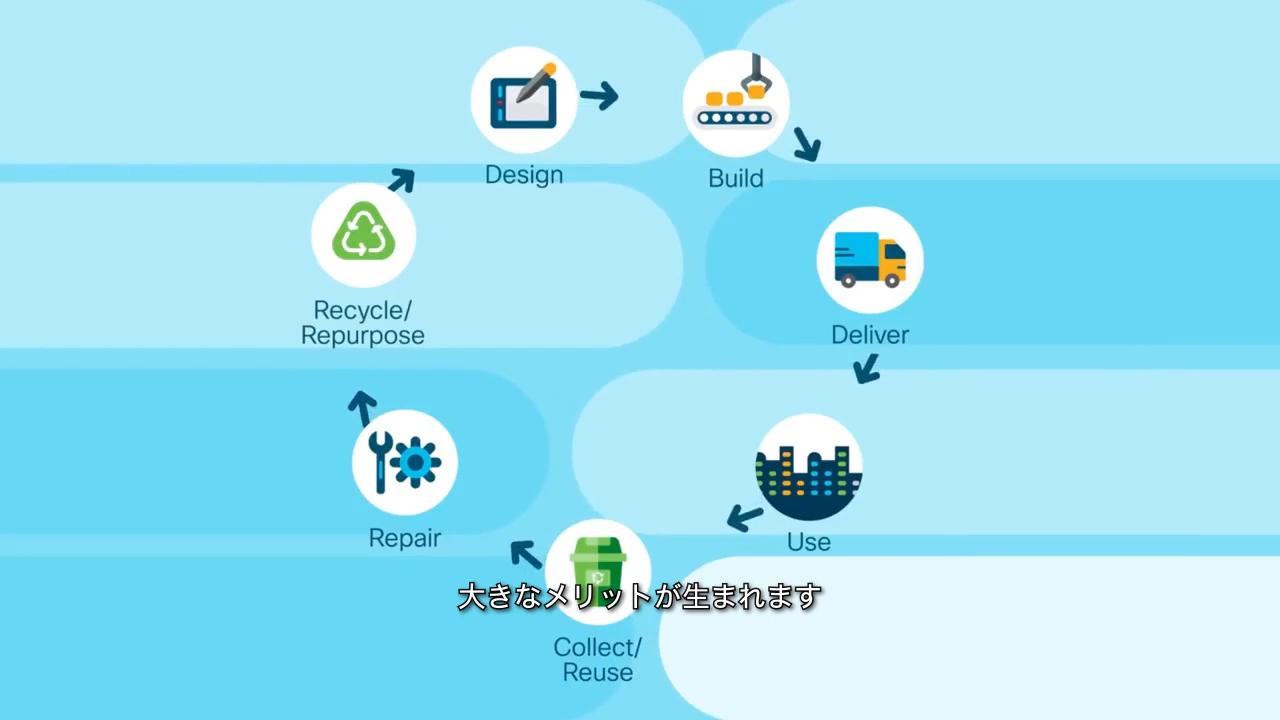 Design
Build
Deliver
Use
Collect/
Reuse
Repair
Recycle/
Repurpose
大きなメリットが生まれます